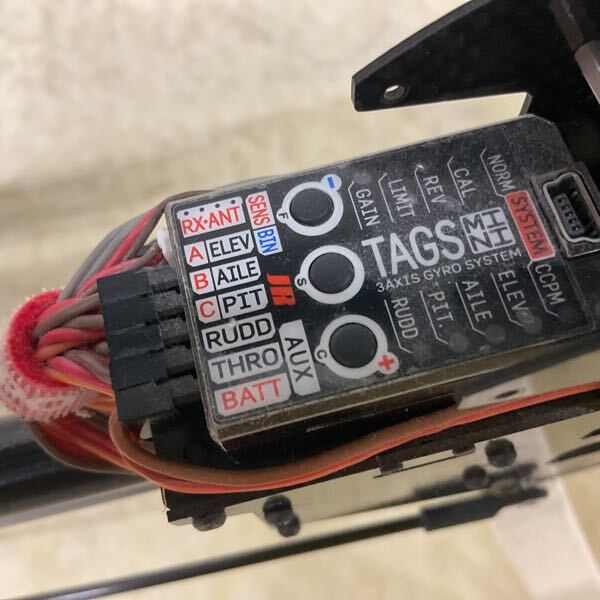 RX•ANT
SENS
BIN
A ELEV
B AILE
C PIT
RUDD
THRO
BATT
AUX
JR
F
S
C
-
+
TAGS
3AXIS GYRO SYSTEM
GAIN
LIMIT
REV
CAL
NORM
SYSTEM
CCPM
ELEV
AILE
PIT.
RUDD